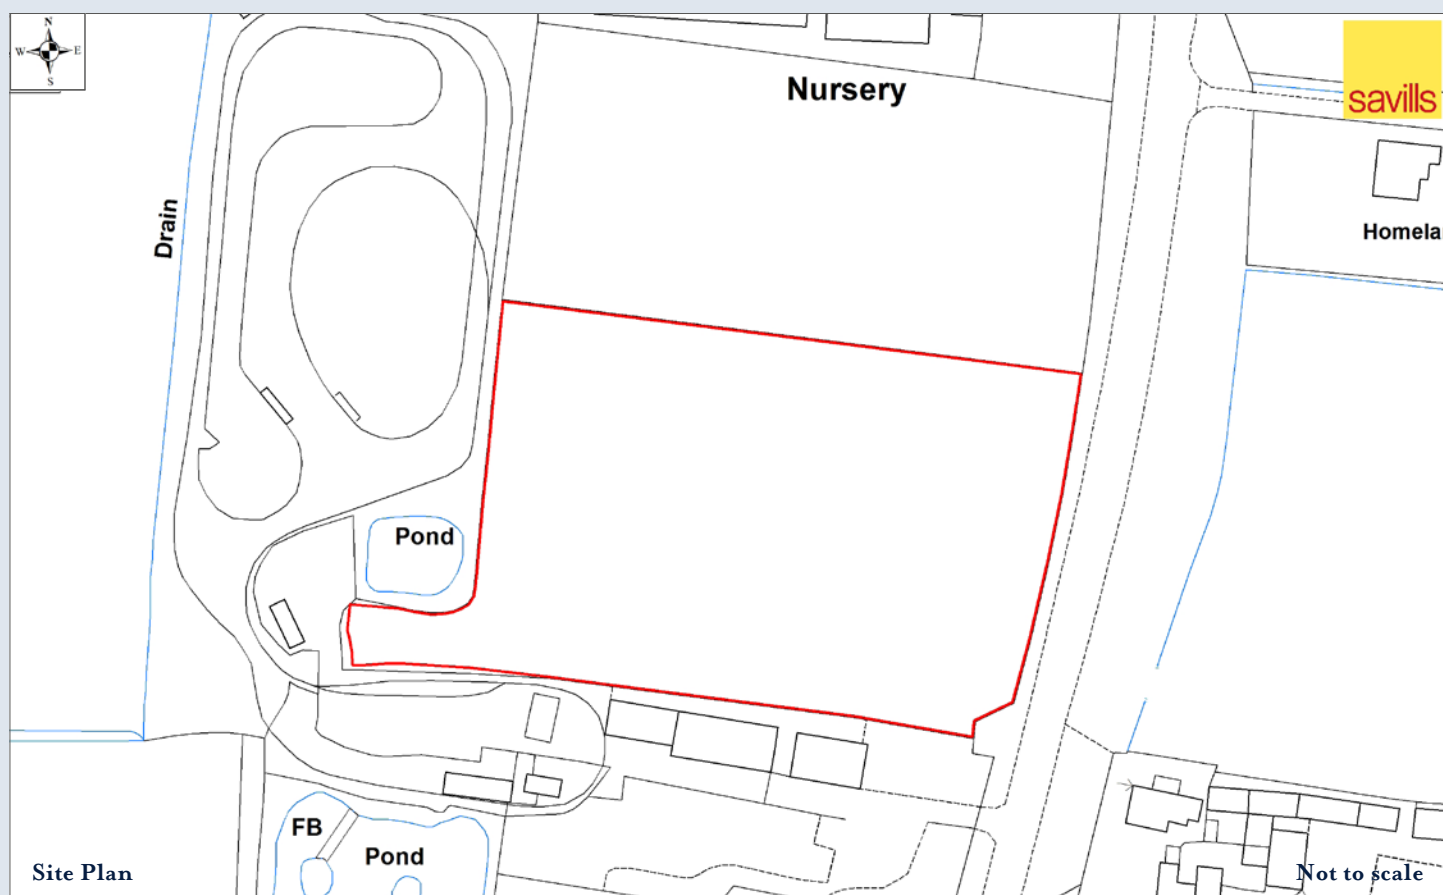 N
W E
S
savills
Nursery
Drain
Homela
Pond
FB
Pond
Site Plan
Not to scale